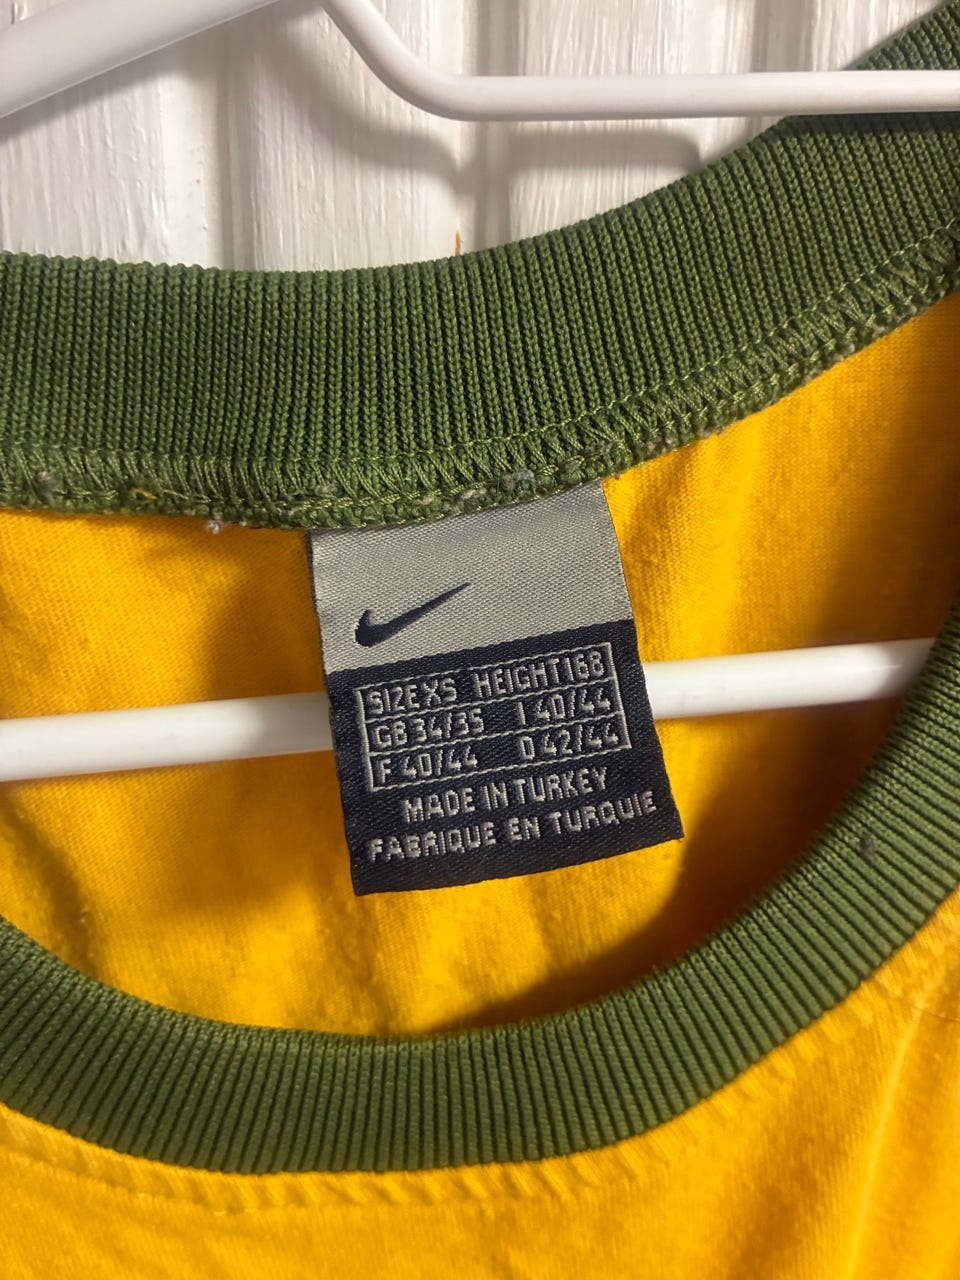 SIZE XS HEIGHT 168
GB 34/35 I 40/44
F 40/44 D 42/44
MADE IN TURKEY
FABRIQUE EN TURQUIE